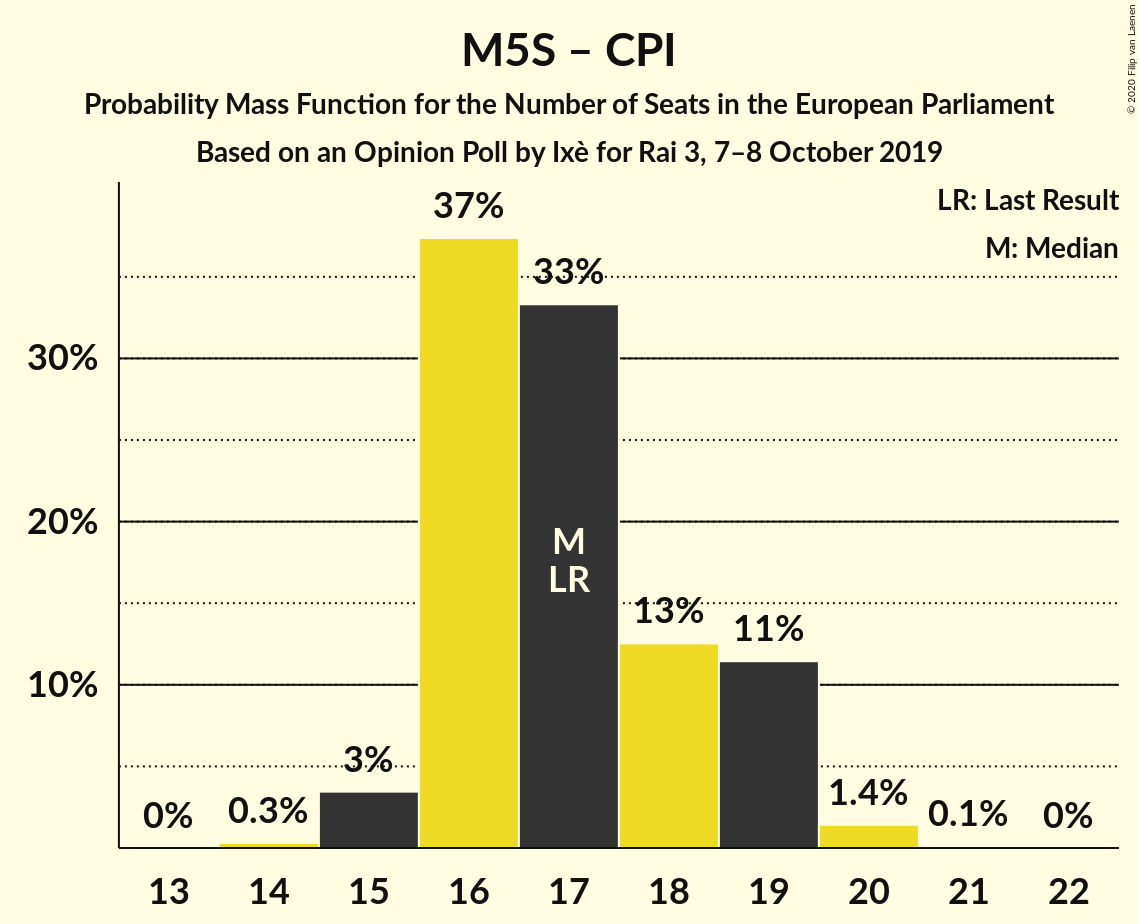 M5S – CPI
Probability Mass Function for the Number of Seats in the European Parliament
Based on an Opinion Poll by Ixè for Rai 3, 7–8 October 2019
© 2020 Filip van Laenen
LR: Last Result
M: Median
37%
33%
30%
20%
M
LR
13%
11%
10%
3%
1.4%
0%
0.3%
0.1%
0%
13 14 15 16 17 18 19 20 21 22